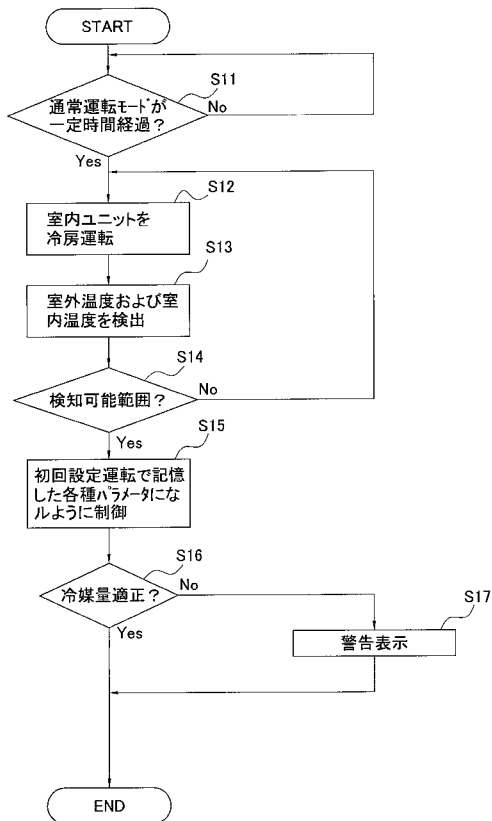 START
S11
通常運転モードが
一定時間経過？
No
Yes
S12
室内ユニットを
冷房運転
S13
室外温度および室
内温度を検出
S14
検知可能範囲？
No
Yes
S15
初回設定運転で記憶
した各種パラメータにな
ルように制御
S16
冷媒量適正？
No
Yes
S17
警告表示
END